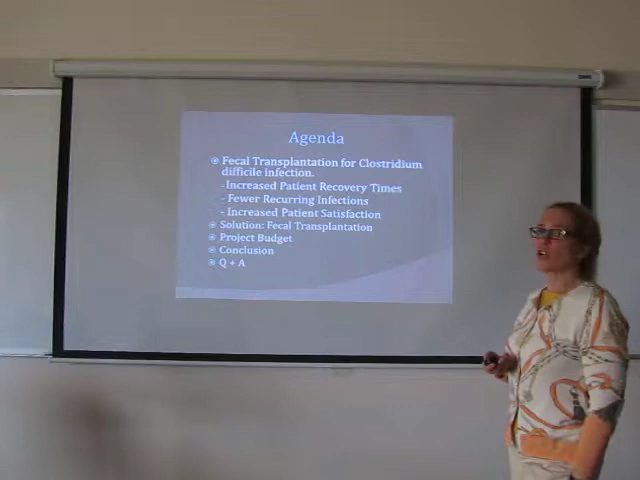 Agenda
Fecal Transplantation for Clostridium
difficile infection.
- Increased Patient Recovery Times
- Fewer Recurring Infections
- Increased Patient Satisfaction
Solution: Fecal Transplantation
Project Budget
Conclusion
Q + A